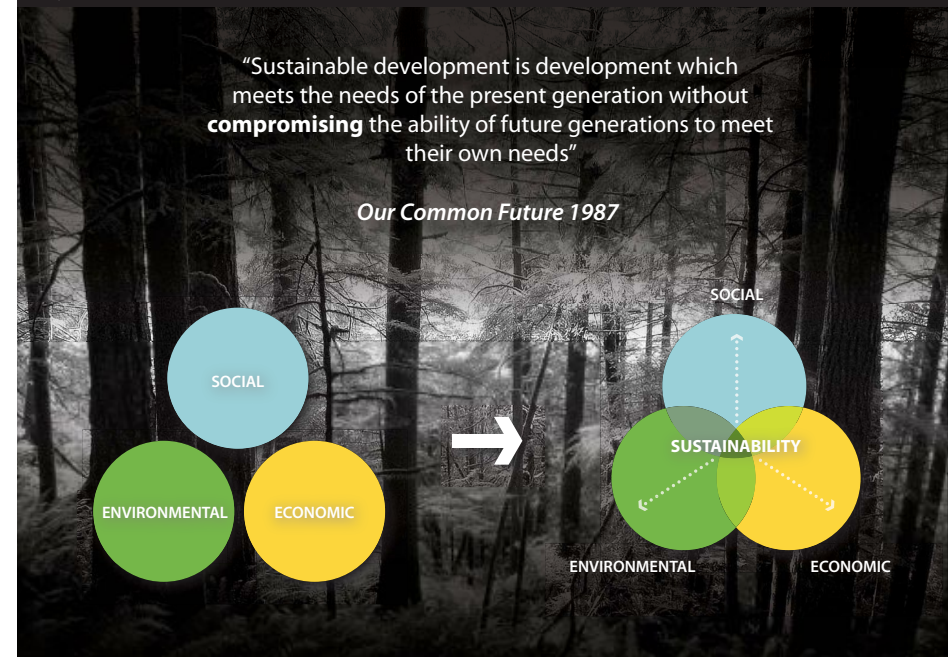 “Sustainable development is development which
meets the needs of the present generation without
compromising the ability of future generations to meet
their own needs”
Our Common Future 1987
SOCIAL
ENVIRONMENTAL
ECONOMIC
SOCIAL
SUSTAINABILITY
ENVIRONMENTAL
ECONOMIC